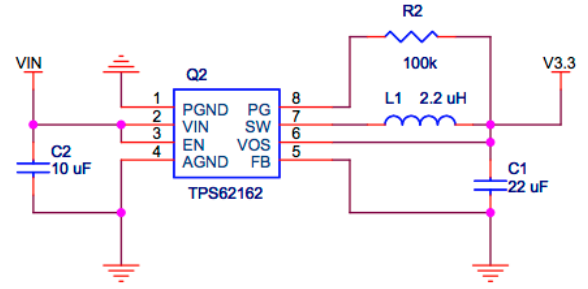 R2
100k
VIN
Q2
V3.3
L1 2.2 uH
1 PGND PG 8
2 VIN SW 7
3 EN VOS 6
4 AGND FB 5
C2
10 uF
C1
22 uF
TPS62162